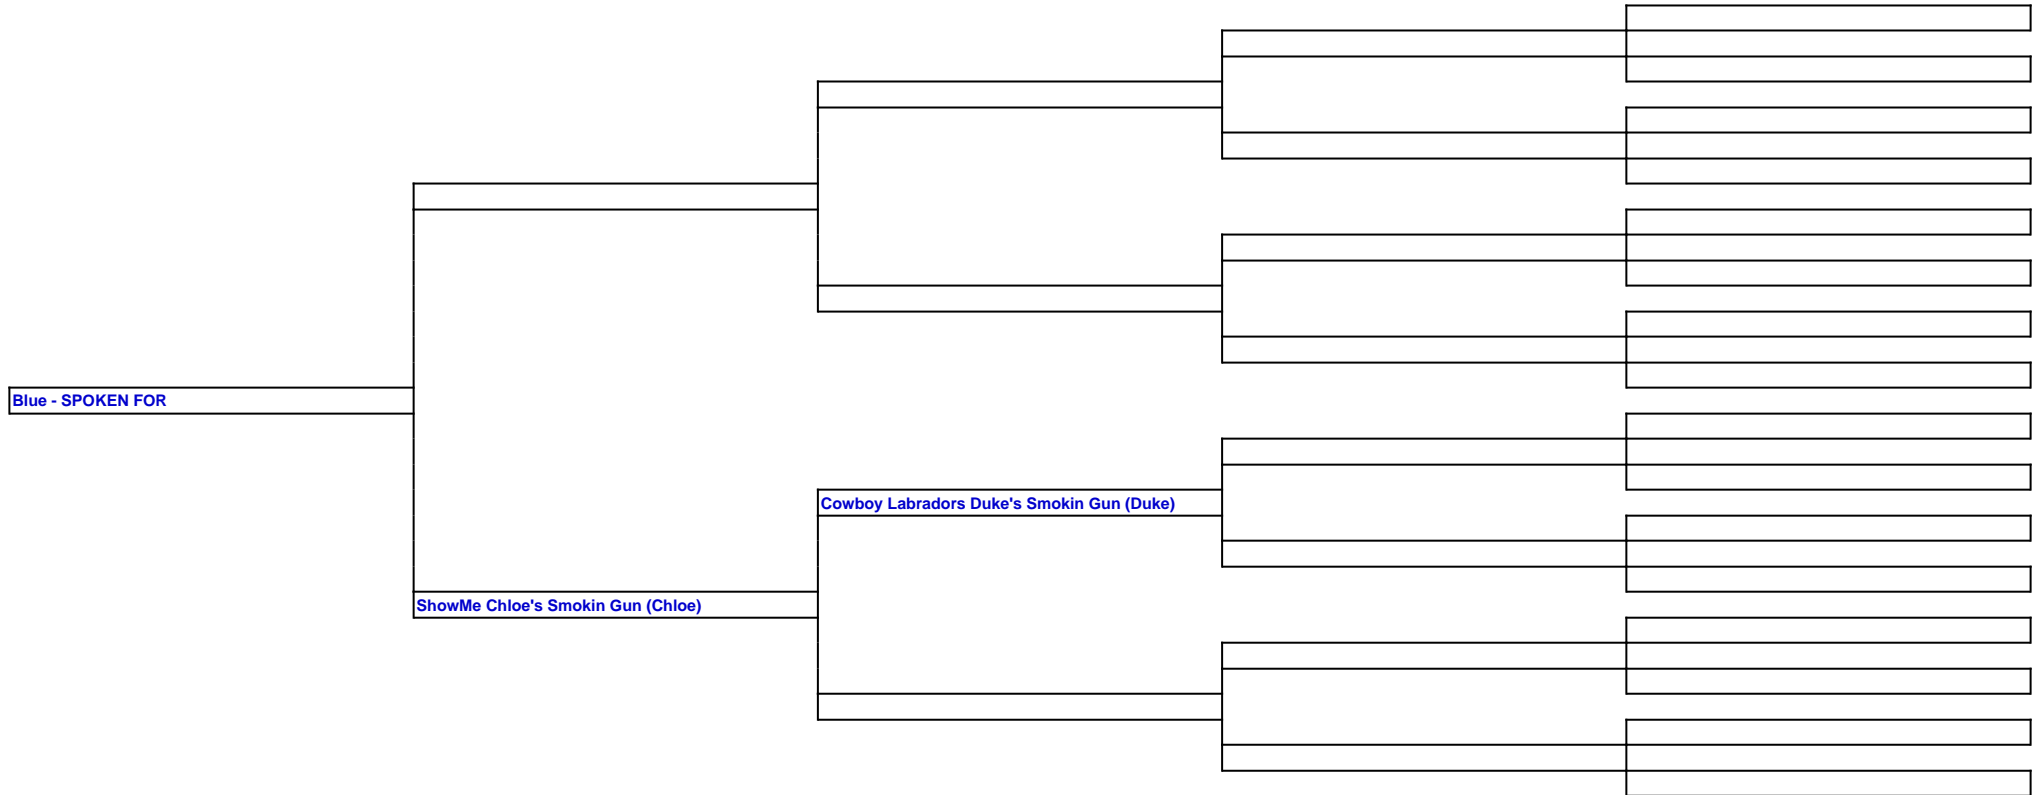 Blue - SPOKEN FOR
Cowboy Labradors Duke's Smokin Gun (Duke)
ShowMe Chloe's Smokin Gun (Chloe)